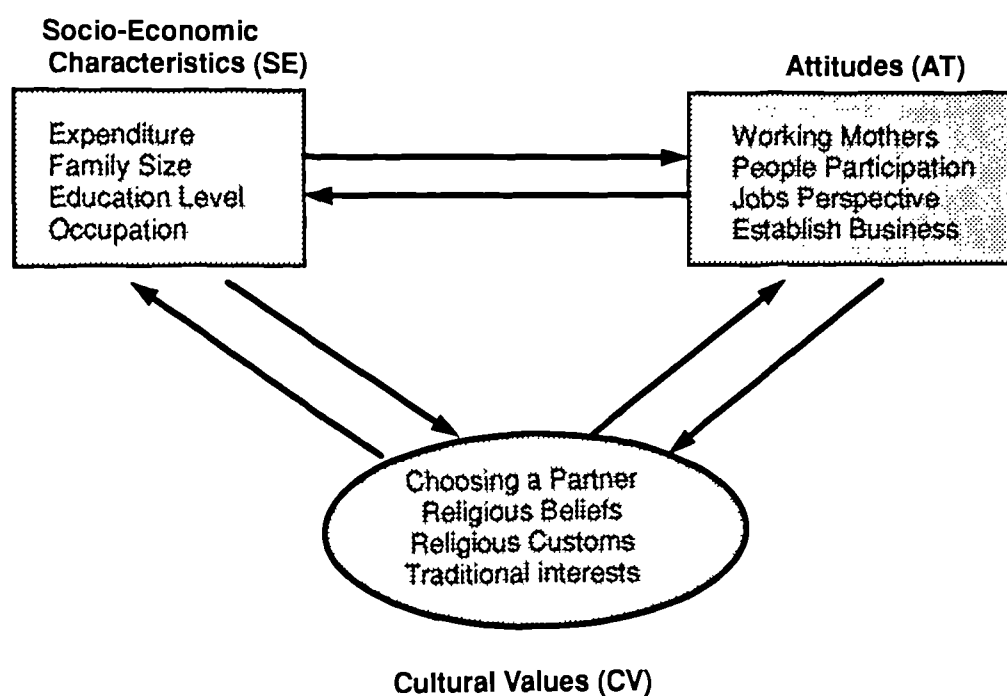 Socio-Economic
Characteristics (SE)
Attitudes (AT)
Expenditure
Family Size
Education Level
Occupation
Working Mothers
People Participation
Jobs Perspective
Establish Business
Choosing a Partner
Religious Beliefs
Religious Customs
Traditional interests
Cultural Values (CV)